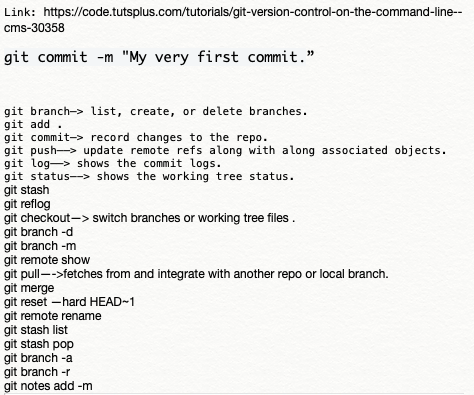 Link: https://code.tutsplus.com/tutorials/git-version-control-on-the-command-line--
cms-30358
git commit -m "My very first commit.”
git branch—> list, create, or delete branches.
git add .
git commit—> record changes to the repo.
git push——> update remote refs along with along associated objects.
git log——> shows the commit logs.
git status——> shows the working tree status.
git stash
git reflog
git checkout—> switch branches or working tree files .
git branch -d
git branch -m
git remote show
git pull—->fetches from and integrate with another repo or local branch.
git merge
git reset —hard HEAD~1
git remote rename
git stash list
git stash pop
git branch -a
git branch -r
git notes add -m